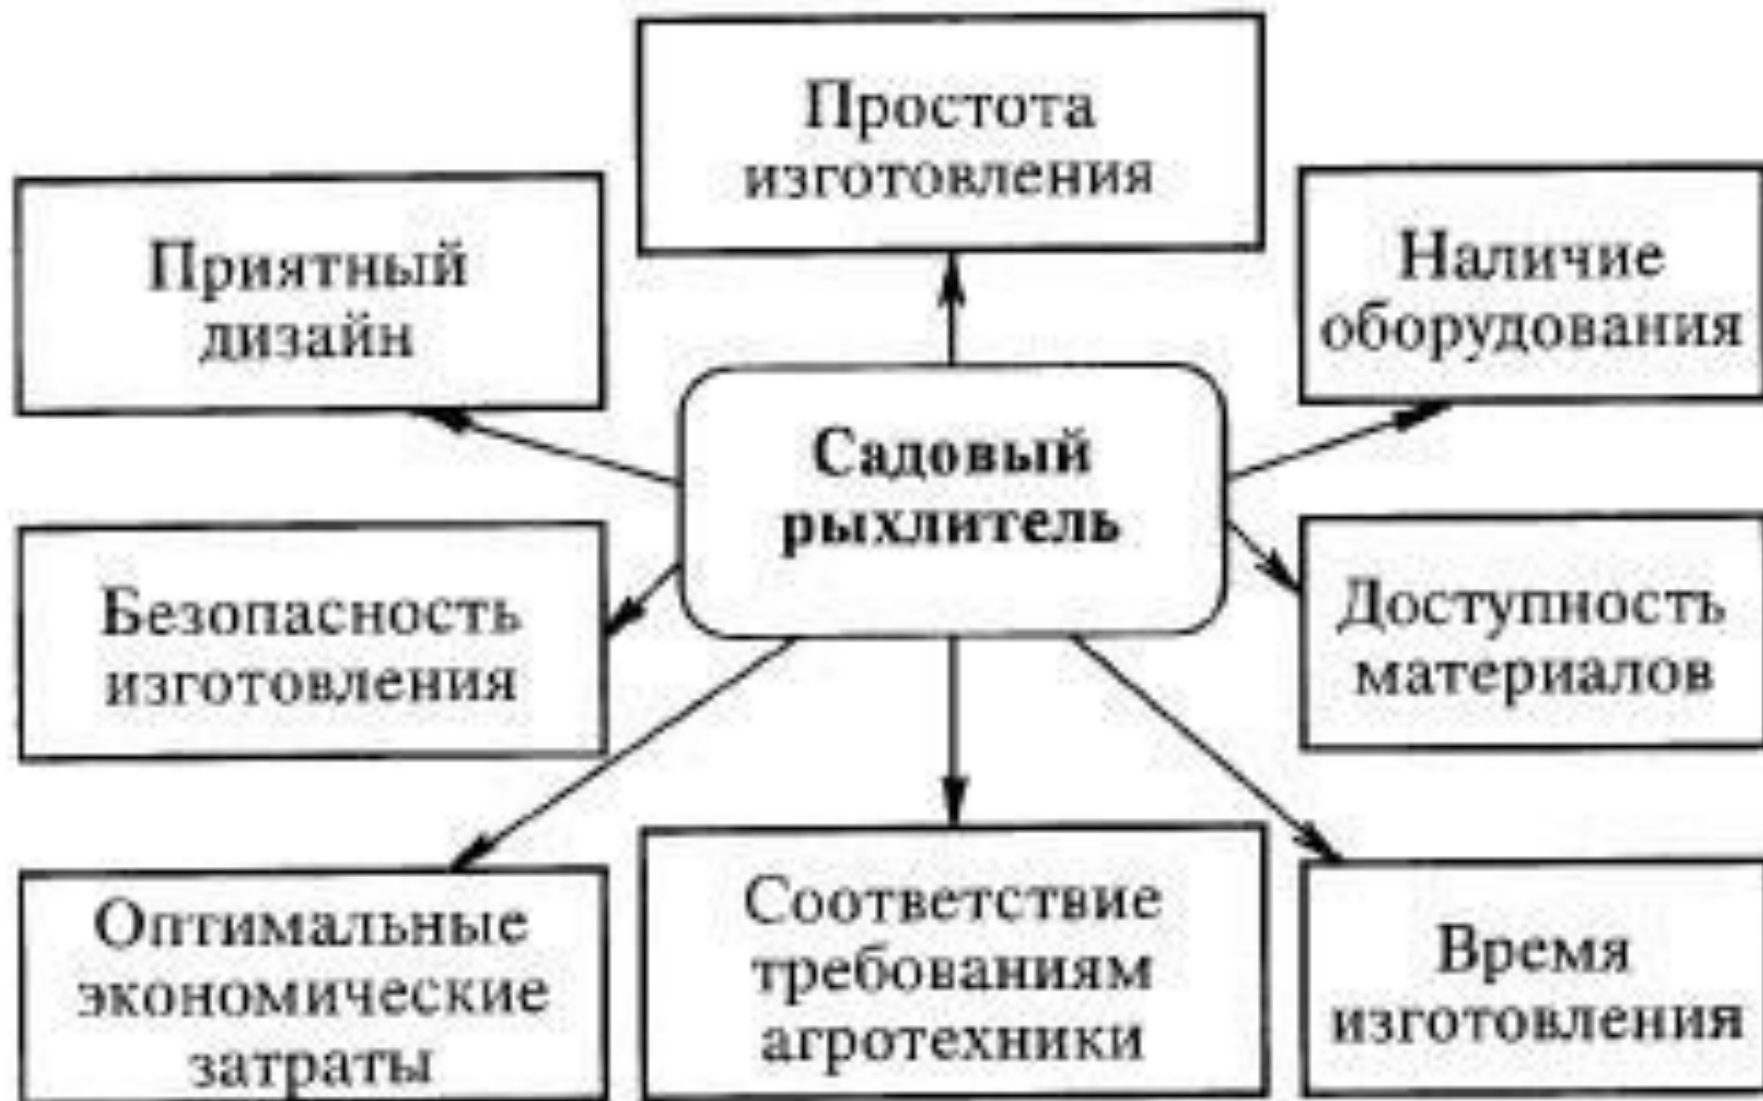 Простота
изготовления
Приятный
дизайн
Наличие
оборудования
Садовый
рыхлитель
Безопасность
изготовления
Доступность
материалов
Оптимальные
экономические
затраты
Соответствие
требованиям
агротехники
Время
изготовления